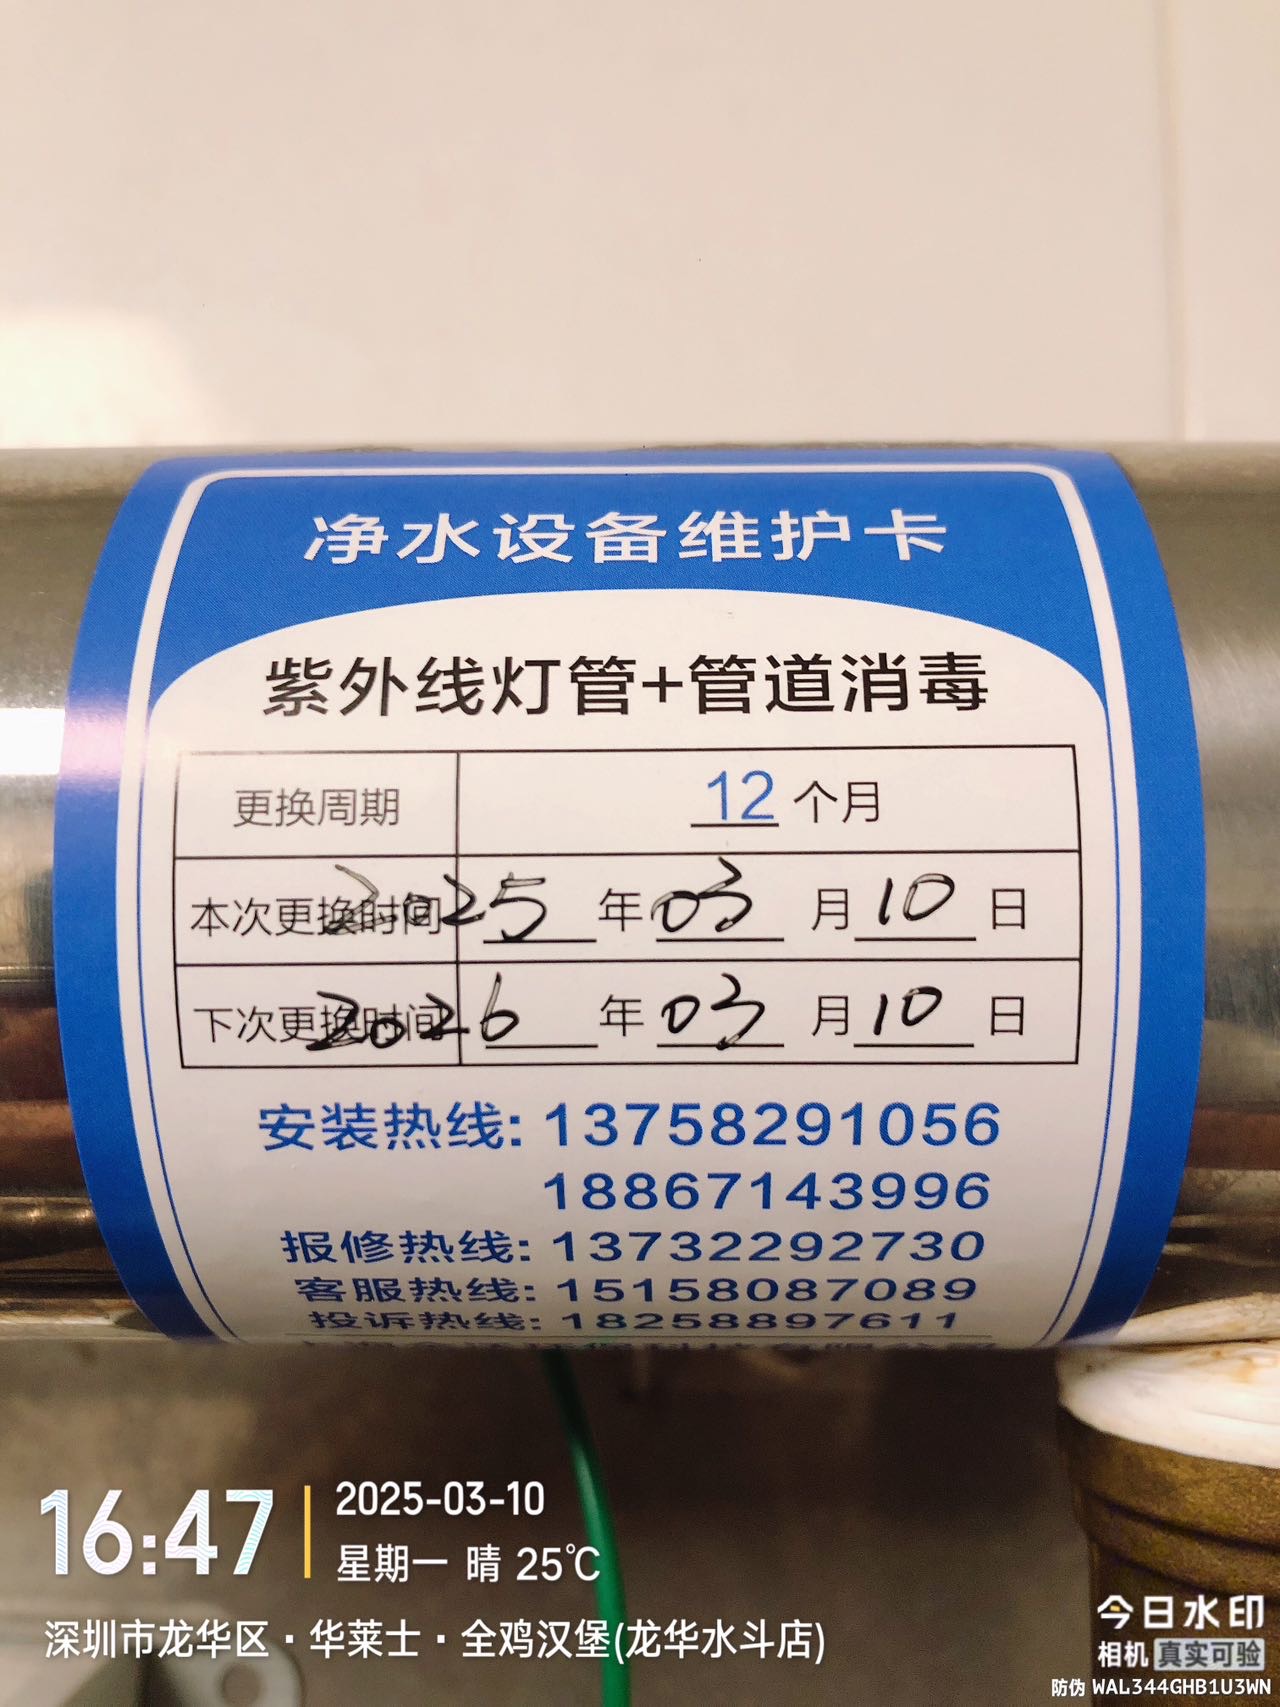 净水设备维护卡
紫外线灯管+管道消毒
更换周期 12 个月
本次更换时间 2025 年 03 月 10 日
下次更换时间 2026 年 03 月 10 日
安装热线: 13758291056
18867143996
报修热线: 13732292730
客服热线: 15158087089
投诉热线: 18258897611
16:47
2025-03-10
星期一 晴 25℃
深圳市龙华区·华莱士·全鸡汉堡(龙华水斗店)
今日水印
相机 真实可验
防伪 WAL344GHB1U3WN